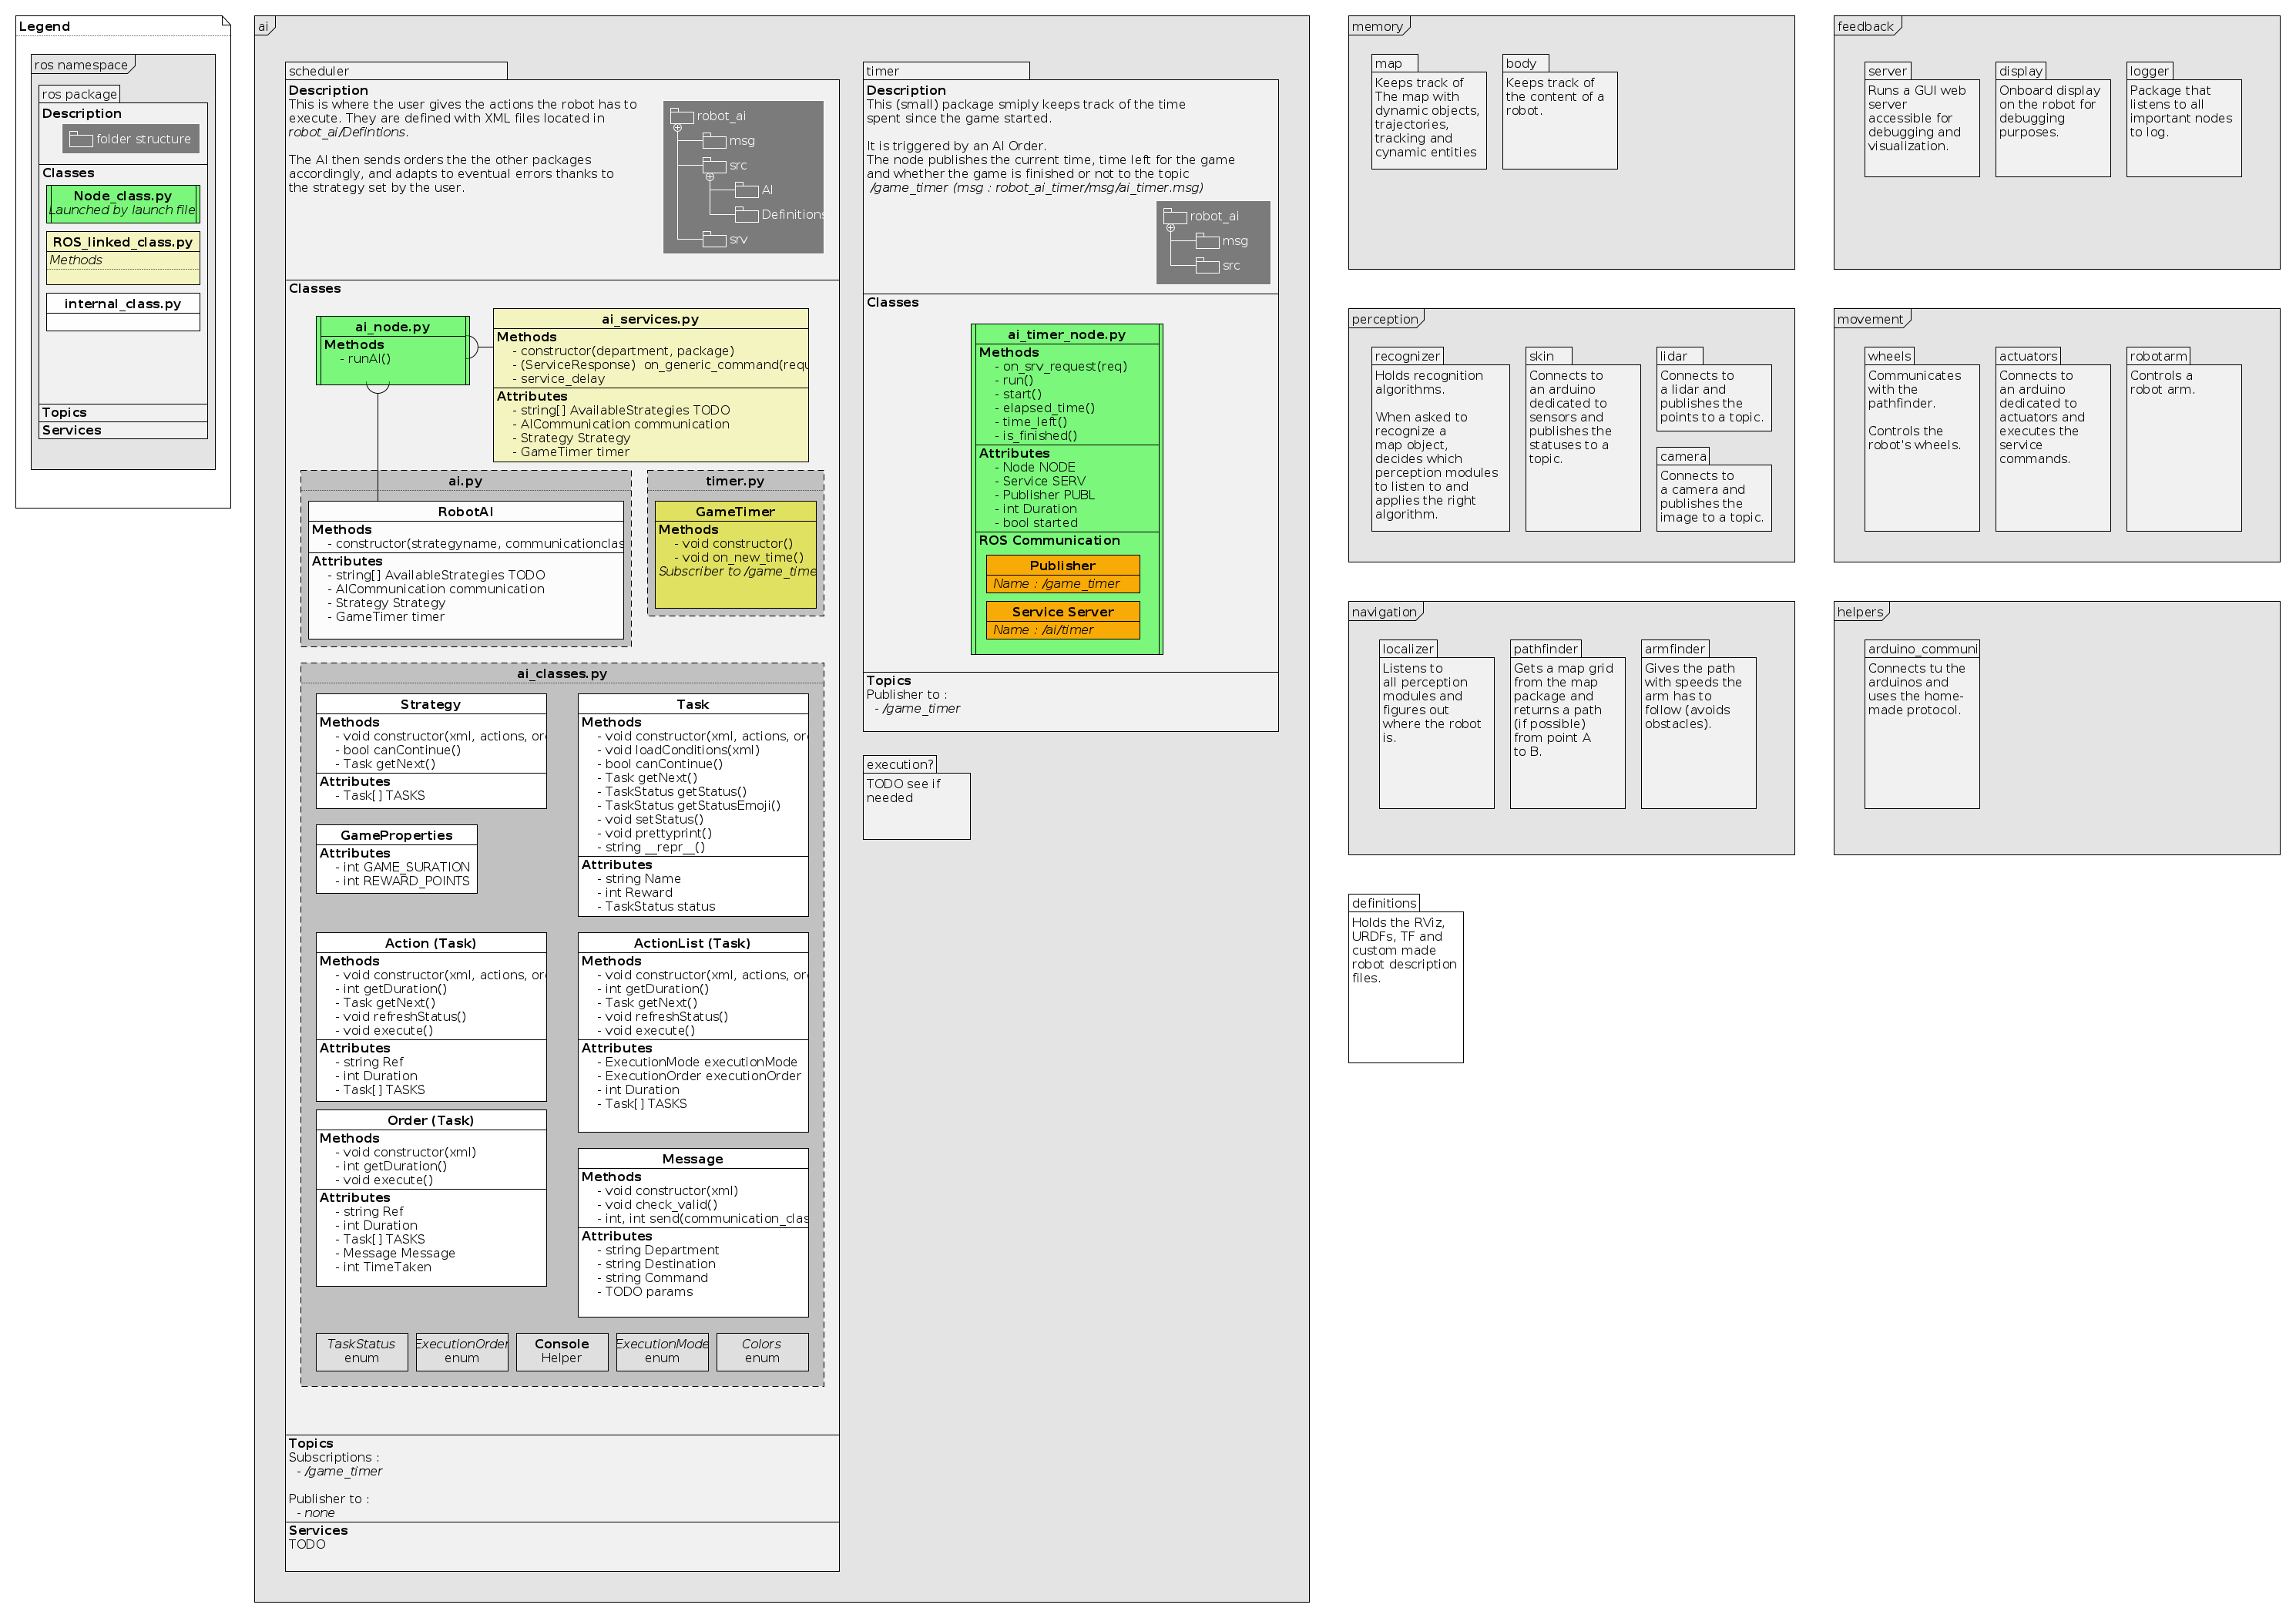 Legend
ros namespace
ros package
Description
folder structure
Classes
Node_class.py
Launched by launch file
ROS_linked_class.py
Methods
internal_class.py
Topics
Services
ai
scheduler
Description
This is where the user gives the actions the robot has to
execute. They are defined with XML files located in
robot_ai/Defintions.
The AI then sends orders the the other packages
accordingly, and adapts to eventual errors thanks to
the strategy set by the user.
robot_ai
msg
src
AI
Definitions
srv
Classes
ai_node.py
Methods
- runAI()
ai_services.py
Methods
- constructor(department, package)
- (ServiceResponse)  on_generic_command(requ
- service_delay
Attributes
- string[] AvailableStrategies TODO
- AICommunication communication
- Strategy Strategy
- GameTimer timer
ai.py
RobotAI
Methods
- constructor(strategyname, communicationclas
Attributes
- string[] AvailableStrategies TODO
- AICommunication communication
- Strategy Strategy
- GameTimer timer
timer.py
GameTimer
Methods
- void constructor()
- void on_new_time()
Subscriber to /game_time
ai_classes.py
Strategy
Methods
- void constructor(xml, actions, ord
- bool canContinue()
- Task getNext()
Attributes
- Task[] TASKS
Task
Methods
- void constructor(xml, actions, ord
- void loadConditions(xml)
- bool canContinue()
- Task getNext()
- TaskStatus getStatus()
- TaskStatus getStatusEmoji()
- void setStatus()
- void prettyprint()
- string __repr__()
Attributes
- string Name
- int Reward
- TaskStatus status
GameProperties
Attributes
- int GAME_SURATION
- int REWARD_POINTS
Action (Task)
Methods
- void constructor(xml, actions, ord
- int getDuration()
- Task getNext()
- void refreshStatus()
- void execute()
Attributes
- string Ref
- int Duration
- Task[] TASKS
ActionList (Task)
Methods
- void constructor(xml, actions, ord
- int getDuration()
- Task getNext()
- void refreshStatus()
- void execute()
Attributes
- ExecutionMode executionMode
- ExecutionOrder executionOrder
- int Duration
- Task[] TASKS
Order (Task)
Methods
- void constructor(xml)
- int getDuration()
- void execute()
Attributes
- string Ref
- int Duration
- Task[] TASKS
- Message Message
- int TimeTaken
Message
Methods
- void constructor(xml)
- void check_valid()
- int, int send(communication_clas
Attributes
- string Department
- string Destination
- string Command
- TODO params
TaskStatus
enum
ExecutionOrder
enum
Console
Helper
ExecutionMode
enum
Colors
enum
Topics
Subscriptions :
- /game_timer
Publisher to :
- none
Services
TODO
timer
Description
This (small) package smiply keeps track of the time
spent since the game started.
It is triggered by an AI Order.
The node publishes the current time, time left for the game
and whether the game is finished or not to the topic
/game_timer (msg : robot_ai_timer/msg/ai_timer.msg)
robot_ai
msg
src
Classes
ai_timer_node.py
Methods
- on_srv_request(req)
- run()
- start()
- elapsed_time()
- time_left()
- is_finished()
Attributes
- Node NODE
- Service SERV
- Publisher PUBL
- int Duration
- bool started
ROS Communication
Publisher
Name : /game_timer
Service Server
Name : /ai/timer
Topics
Publisher to :
- /game_timer
execution?
TODO see if
needed
memory
map
Keeps track of
The map with
dynamic objects,
trajectories,
tracking and
cynamic entities
body
Keeps track of
the content of a
robot.
feedback
server
Runs a GUI web
server
accessible for
debugging and
visualization.
display
Onboard display
on the robot for
debugging
purposes.
logger
Package that
listens to all
important nodes
to log.
perception
recognizer
Holds recognition
algorithms.
When asked to
recognize a
map object,
decides which
perception modules
to listen to and
applies the right
algorithm.
skin
Connects to
an arduino
dedicated to
sensors and
publishes the
statuses to a
topic.
lidar
Connects to
a lidar and
publishes the
points to a topic.
camera
Connects to
a camera and
publishes the
image to a topic.
movement
wheels
Communicates
with the
pathfinder.
Controls the
robot's wheels.
actuators
Connects to
an arduino
dedicated to
actuators and
executes the
service
commands.
robotarm
Controls a
robot arm.
navigation
localizer
Listens to
all perception
modules and
figures out
where the robot
is.
pathfinder
Gets a map grid
from the map
package and
returns a path
(if possible)
from point A
to B.
armfinder
Gives the path
with speeds the
arm has to
follow (avoids
obstacles).
helpers
arduino_communi
Connects tu the
arduinos and
uses the home-
made protocol.
definitions
Holds the RViz,
URDFs, TF and
custom made
robot description
files.